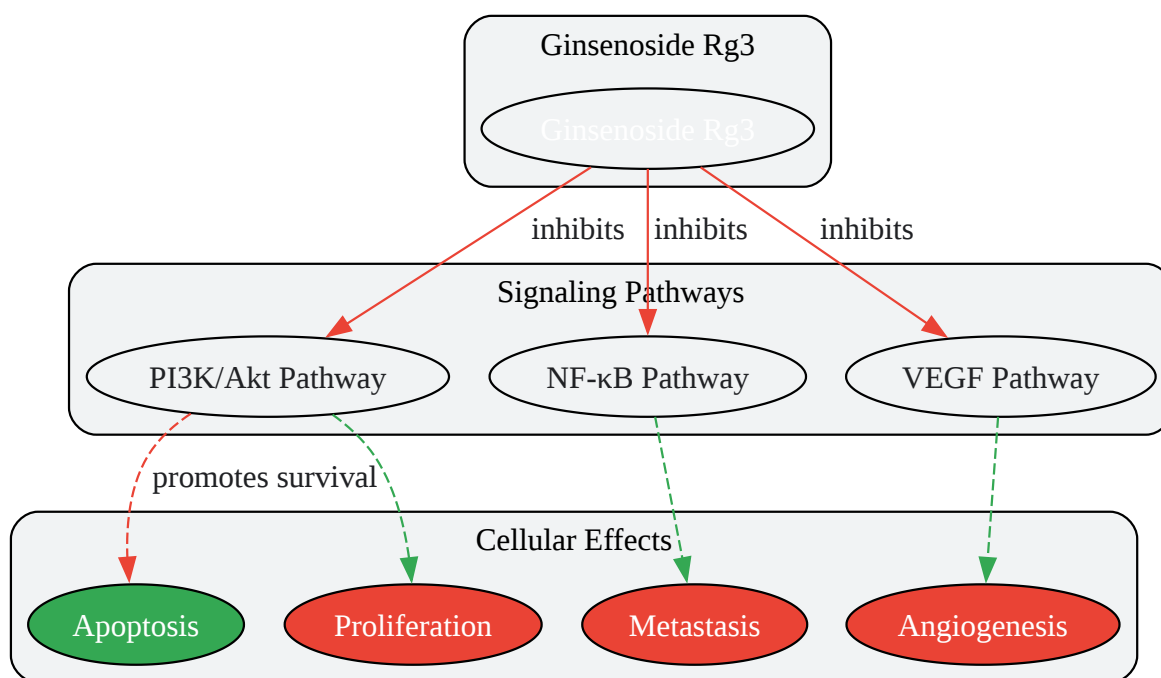 Ginsenoside Rg3
Ginsenoside Rg3
inhibits
inhibits
inhibits
Signaling Pathways
PI3K/Akt Pathway
NF-κB Pathway
VEGF Pathway
promotes survival
Cellular Effects
Apoptosis
Proliferation
Metastasis
Angiogenesis